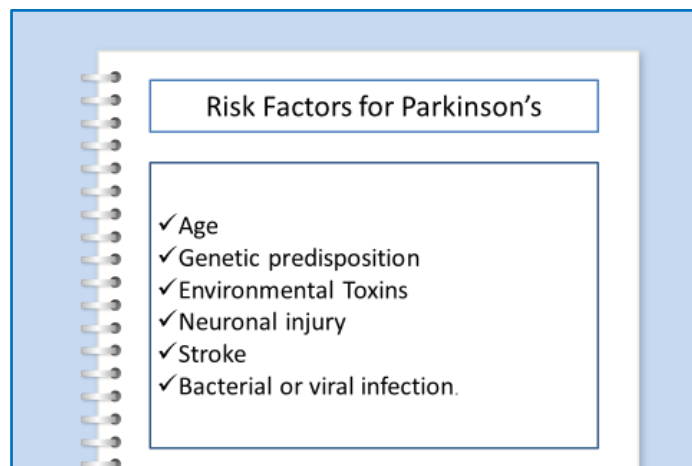 Risk Factors for Parkinson’s
✓Age
✓Genetic predisposition
✓Environmental Toxins
✓Neuronal injury
✓Stroke
✓Bacterial or viral infection.